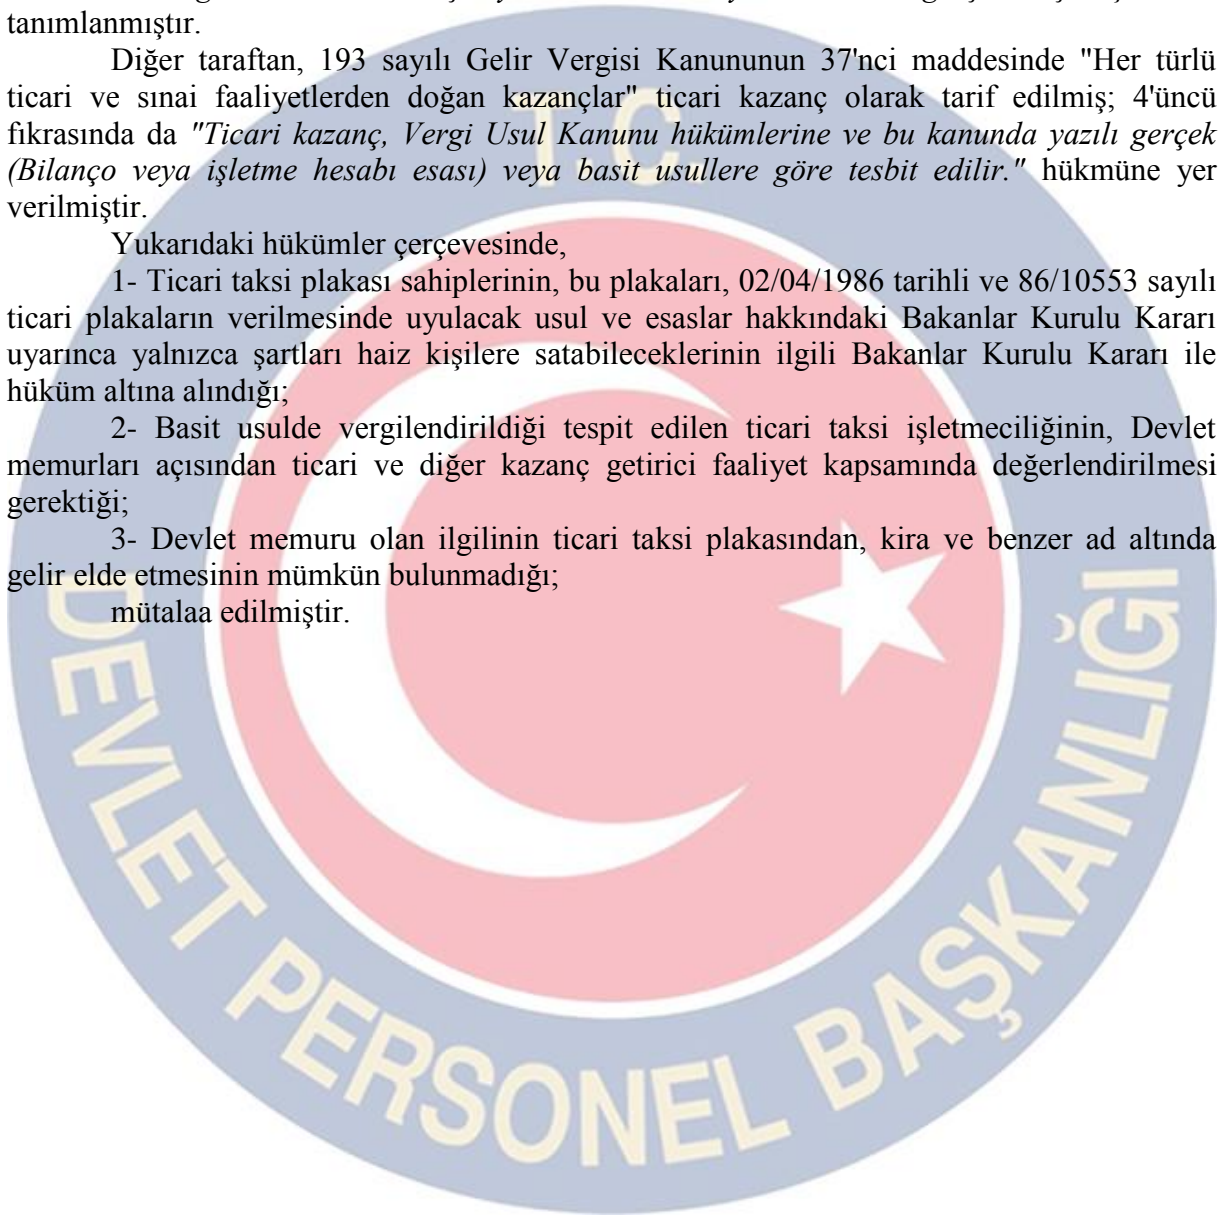 tanımlanmıştır.
Diğer taraftan, 193 sayılı Gelir Vergisi Kanununun 37'nci maddesinde "Her türlü
ticari ve sınai faaliyetlerden doğan kazançlar" ticari kazanç olarak tarif edilmiş; 4'üncü
fıkrasında da "Ticari kazanç, Vergi Usul Kanunu hükümlerine ve bu kanunda yazılı gerçek
(Bilanço veya işletme hesabı esası) veya basit usullere göre tesbit edilir." hükmüne yer
verilmiştir.
Yukarıdaki hükümler çerçevesinde,
1- Ticari taksi plakası sahiplerinin, bu plakaları, 02/04/1986 tarihli ve 86/10553 sayılı
ticari plakaların verilmesinde uyulacak usul ve esaslar hakkındaki Bakanlar Kurulu Kararı
uyarınca yalnızca şartları haiz kişilere satabileceklerinin ilgili Bakanlar Kurulu Kararı ile
hüküm altına alındığı;
2- Basit usulde vergilendirildiği tespit edilen ticari taksi işletmeciliğinin, Devlet
memurları açısından ticari ve diğer kazanç getirici faaliyet kapsamında değerlendirilmesi
gerektiği;
3- Devlet memuru olan ilgilinin ticari taksi plakasından, kira ve benzer ad altında
gelir elde etmesinin mümkün bulunmadığı;
mütalaa edilmiştir.
T.C.
DEVLET PERSONEL BAŞKANLIĞI